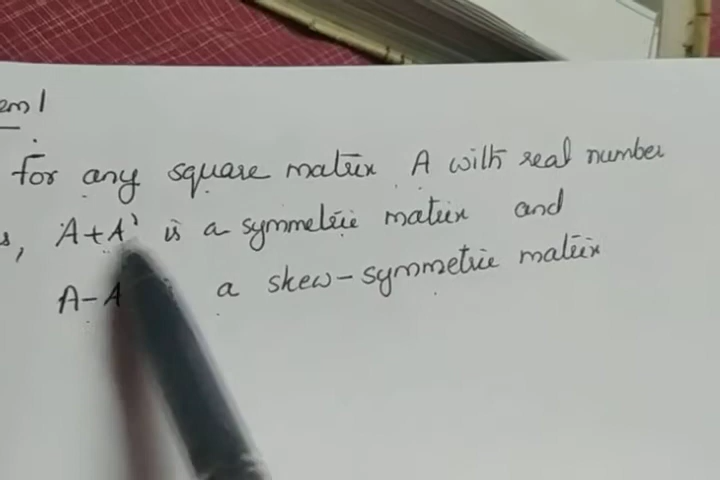 em 1
For any square matrix A with real number
s, A+A' is a symmetric matrix and
A-A a skew-symmetric matrix